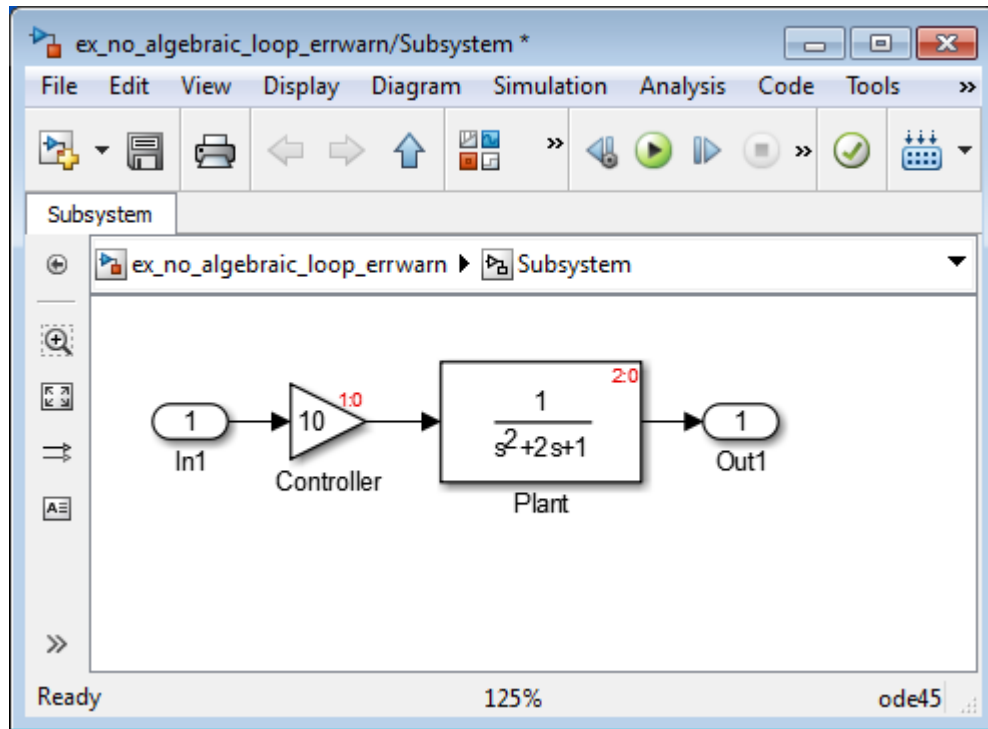 ex_no_algebraic_loop_errwarn/Subsystem *
File Edit View Display Diagram Simulation Analysis Code Tools »
» »
Subsystem
ex_no_algebraic_loop_errwarn Subsystem
2:0
1:0
1
1 10 s²+2s+1 1
In1 Controller Plant Out1
»
Ready 125% ode45